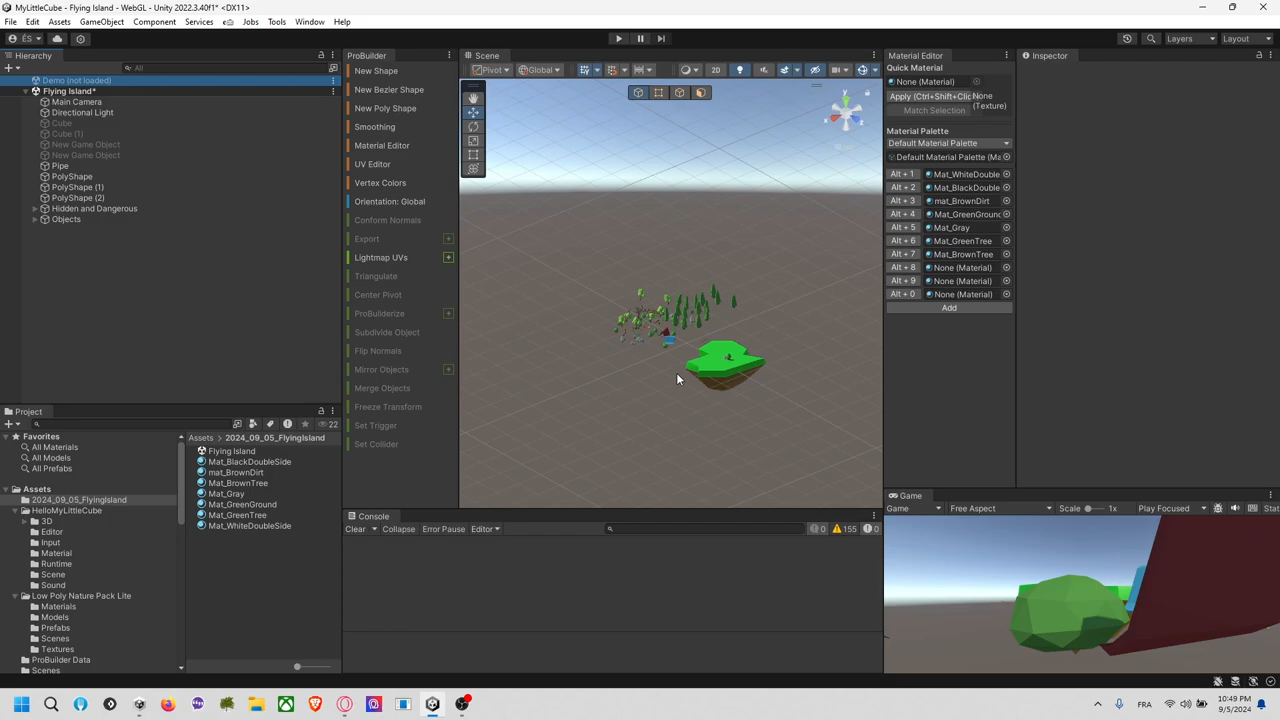 MyLittleCube - Flying Island - WebGL - Unity 2022.3.40f1* <DX11>
File Edit Assets GameObject Component Services Jobs Tools Window Help
ÉS
Layers
Layout
Hierarchy
All
Demo (not loaded)
Flying Island*
Main Camera
Directional Light
Cube
Cube (1)
New Game Object
New Game Object
Pipe
PolyShape
PolyShape (1)
PolyShape (2)
Hidden and Dangerous
Objects
ProBuilder
New Shape
New Bezier Shape
New Poly Shape
Smoothing
Material Editor
UV Editor
Vertex Colors
Orientation: Global
Conform Normals
Export
Lightmap UVs
Triangulate
Center Pivot
ProBuilderize
Subdivide Object
Flip Normals
Mirror Objects
Merge Objects
Freeze Transform
Set Trigger
Set Collider
Scene
Pivot
Global
2D
y
x
z
Material Editor
Quick Material
None (Material)
Apply (Ctrl+Shift+Clic
None
(Texture)
Match Selection
Material Palette
Default Material Palette
Default Material Palette (Ma
Alt + 1 Mat_WhiteDouble
Alt + 2 Mat_BlackDouble
Alt + 3 mat_BrownDirt
Alt + 4 Mat_GreenGround
Alt + 5 Mat_Gray
Alt + 6 Mat_GreenTree
Alt + 7 Mat_BrownTree
Alt + 8 None (Material)
Alt + 9 None (Material)
Alt + 0 None (Material)
Add
Inspector
Project
22
Favorites
All Materials
All Models
All Prefabs
Assets
2024_09_05_FlyingIsland
HelloMyLittleCube
3D
Editor
Input
Material
Runtime
Scene
Sound
Low Poly Nature Pack Lite
Materials
Models
Prefabs
Scenes
Textures
ProBuilder Data
Scenes
Assets 2024_09_05_FlyingIsland
Flying Island
Mat_BlackDoubleSide
mat_BrownDirt
Mat_BrownTree
Mat_Gray
Mat_GreenGround
Mat_GreenTree
Mat_WhiteDoubleSide
Console
Clear Collapse Error Pause Editor
0 155 0
Game
Game Free Aspect Scale 1x Play Focused Stat
FRA
10:49 PM
9/5/2024